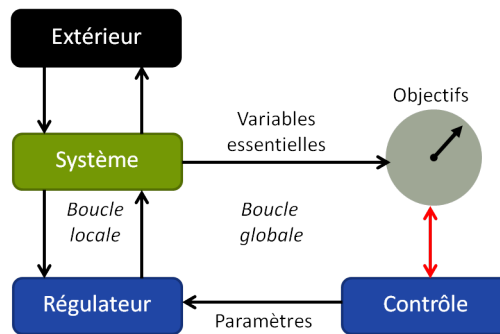 Extérieur
Objectifs
Variables
essentielles
Système
Boucle
locale
Boucle
globale
Régulateur
Paramètres
Contrôle